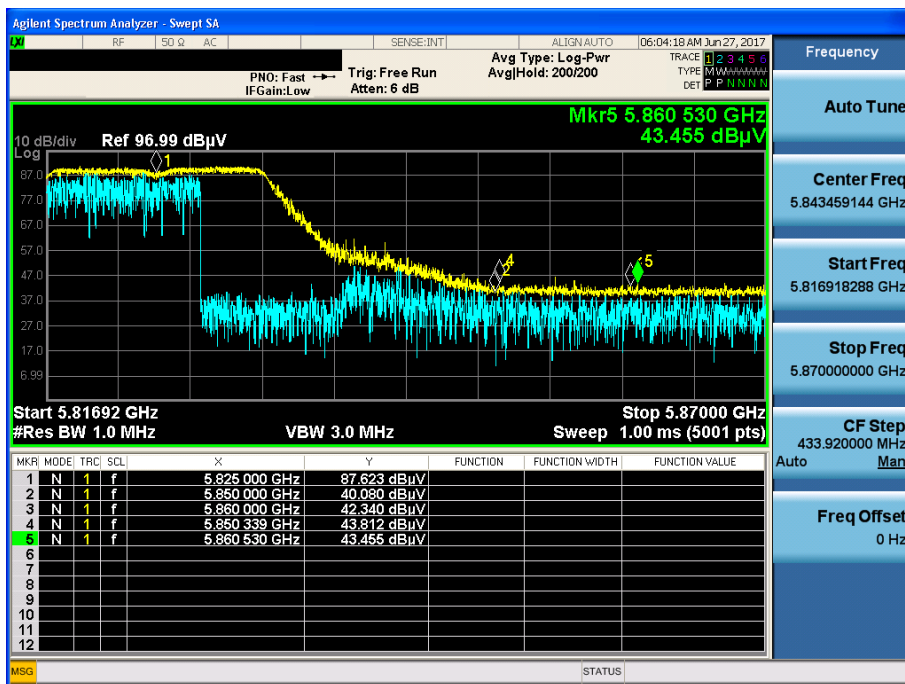 Agilent Spectrum Analyzer - Swept SA
LXI RF 50 Ω AC SENSE:INT ALIGN AUTO 06:04:18 AM Jun 27, 2017
PNO: Fast Trig: Free Run Avg Type: Log-Pwr TRACE 1 2 3 4 5 6
IFGain:Low Atten: 6 dB Avg|Hold: 200/200 TYPE M
DET P P N N N N
Mkr5 5.860 530 GHz
43.455 dBµV
10 dB/div Ref 96.99 dBµV
Log
87.0
77.0
67.0
57.0
47.0
37.0
27.0
17.0
6.99
1
4
2
5
Start 5.81692 GHz Stop 5.87000 GHz
#Res BW 1.0 MHz VBW 3.0 MHz Sweep 1.00 ms (5001 pts)
MKR MODE TRC SCL X Y FUNCTION FUNCTION WIDTH FUNCTION VALUE
1 N 1 f 5.825 000 GHz 87.623 dBµV
2 N 1 f 5.850 000 GHz 40.080 dBµV
3 N 1 f 5.860 000 GHz 42.340 dBµV
4 N 1 f 5.850 339 GHz 43.812 dBµV
5 N 1 f 5.860 530 GHz 43.455 dBµV
6
7
8
9
10
11
12
MSG STATUS
Frequency
Auto Tune
Center Freq
5.843459144 GHz
Start Freq
5.816918288 GHz
Stop Freq
5.870000000 GHz
CF Step
433.920000 MHz
Auto Man
Freq Offset
0 Hz